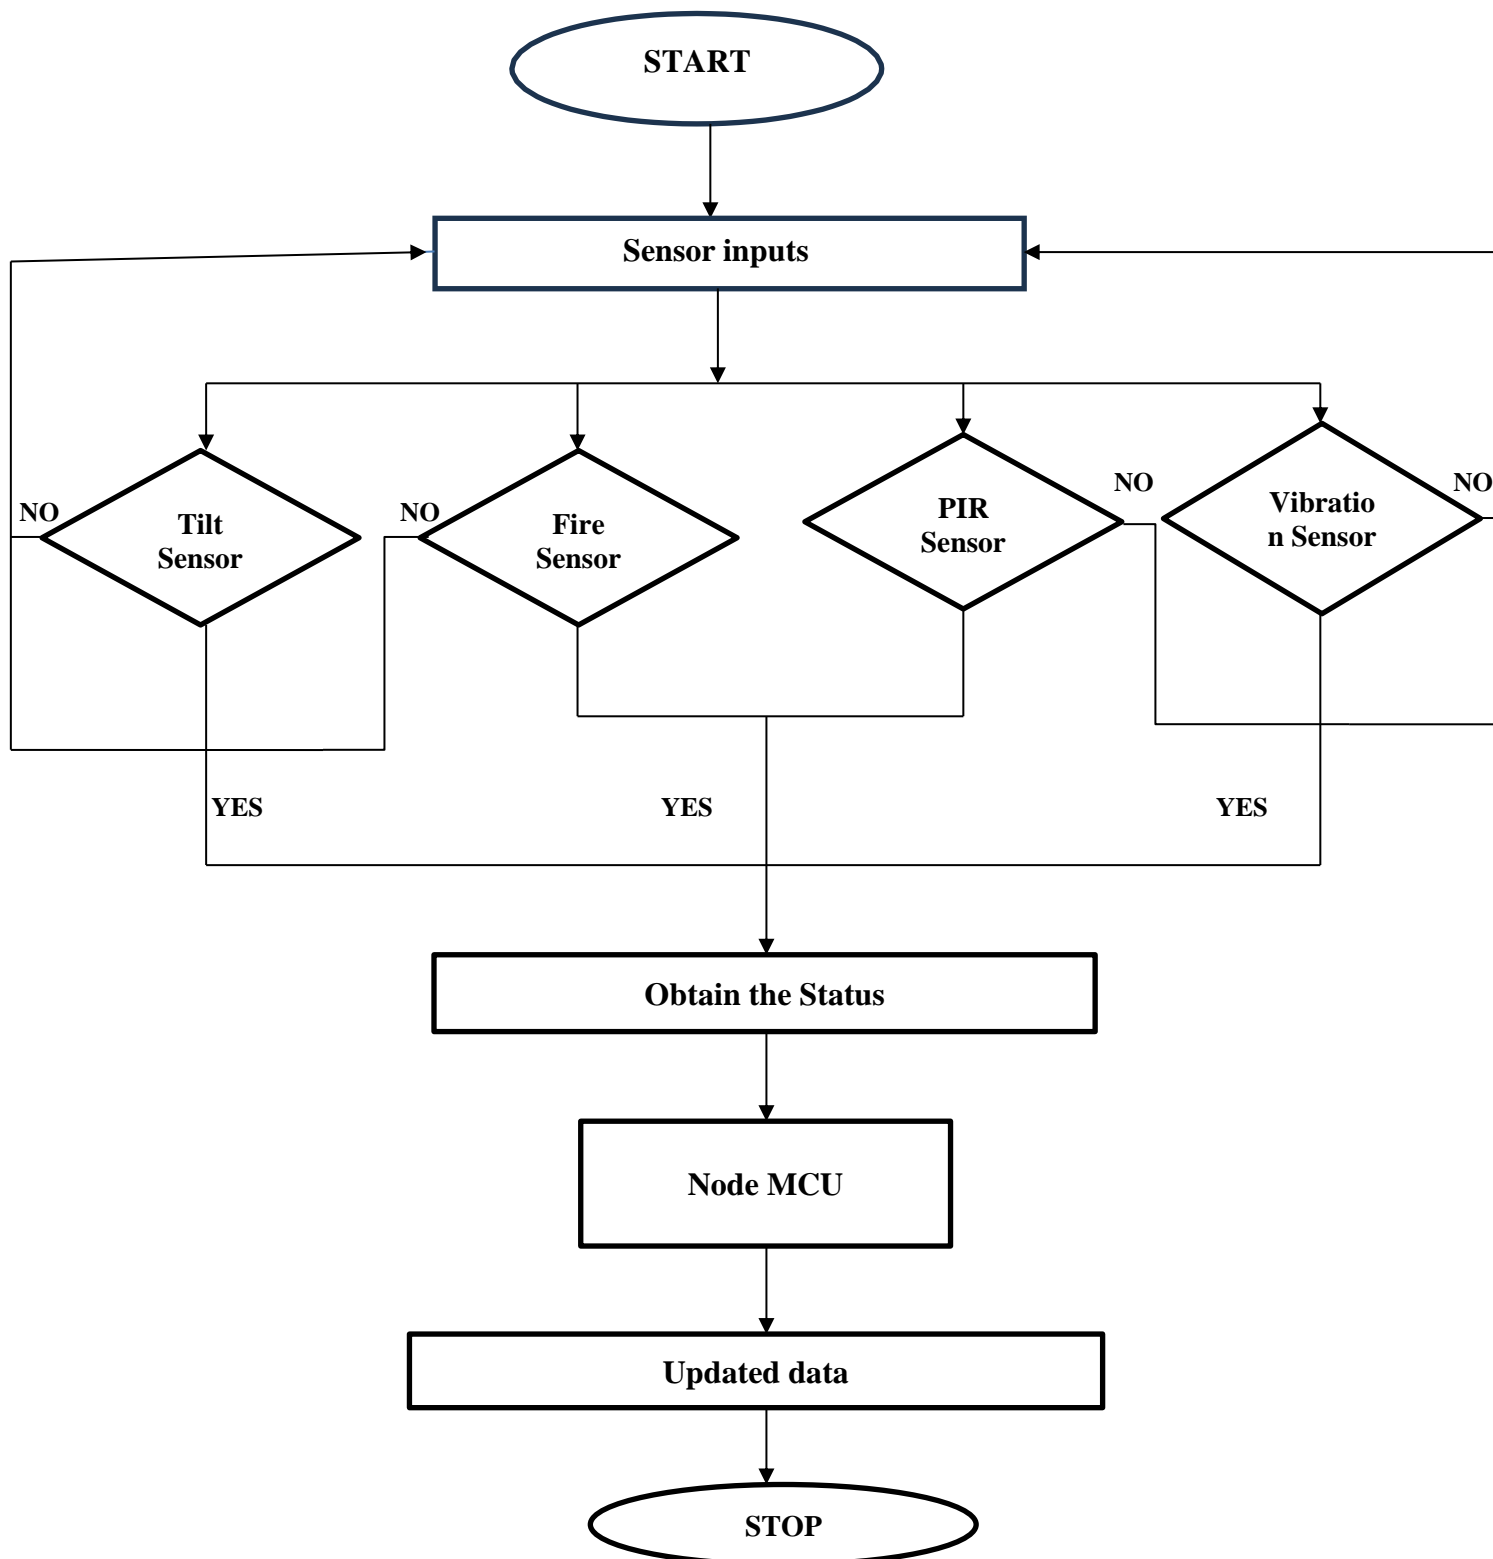 START
Sensor inputs
NO
Tilt
Sensor
NO
Fire
Sensor
PIR
Sensor
NO
Vibratio
n Sensor
NO
YES
YES
YES
Obtain the Status
Node MCU
Updated data
STOP